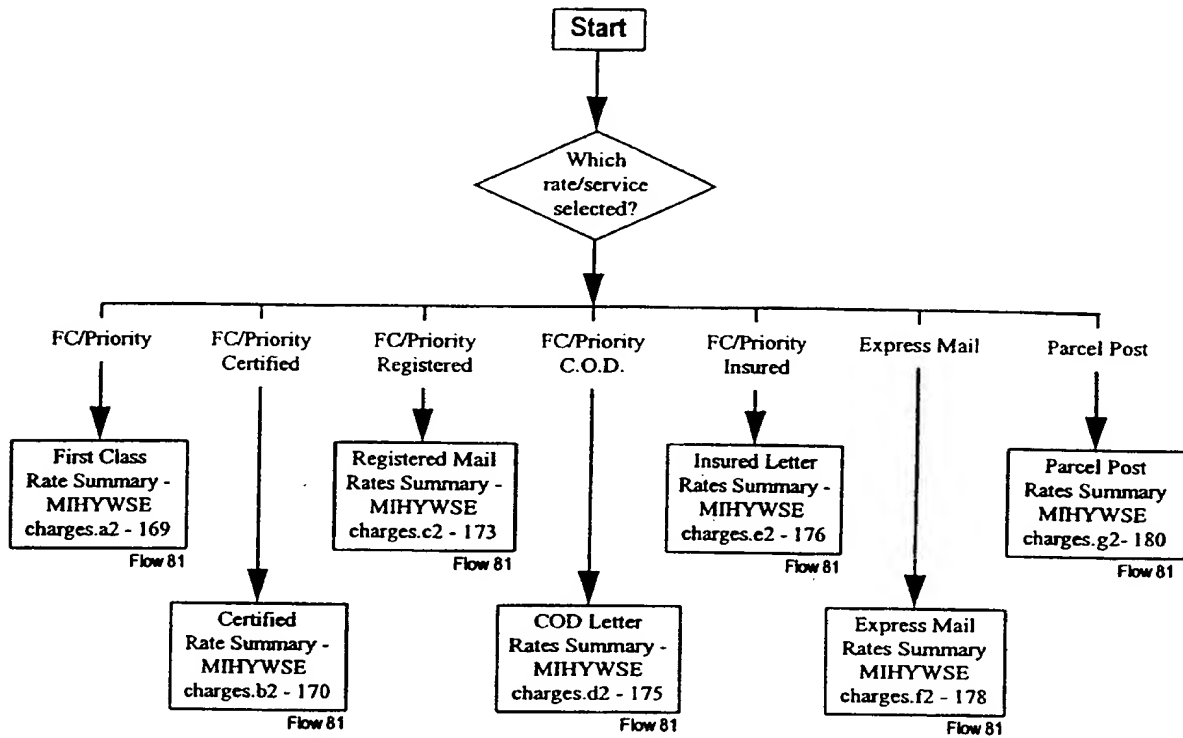 Start
Which
rate/service
selected?
FC/Priority
FC/Priority
Certified
FC/Priority
Registered
FC/Priority
C.O.D.
FC/Priority
Insured
Express Mail
Parcel Post
First Class
Rate Summary -
MIHYWSE
charges.a2 - 169
Flow 81
Registered Mail
Rates Summary -
MIHYWSE
charges.c2 - 173
Flow 81
Insured Letter
Rates Summary -
MIHYWSE
charges.e2 - 176
Flow 81
Parcel Post
Rates Summary
MIHYWSE
charges.g2- 180
Flow 81
Certified
Rate Summary -
MIHYWSE
charges.b2 - 170
Flow 81
COD Letter
Rates Summary -
MIHYWSE
charges.d2 - 175
Flow 81
Express Mail
Rates Summary
MIHYWSE
charges.f2 - 178
Flow 81